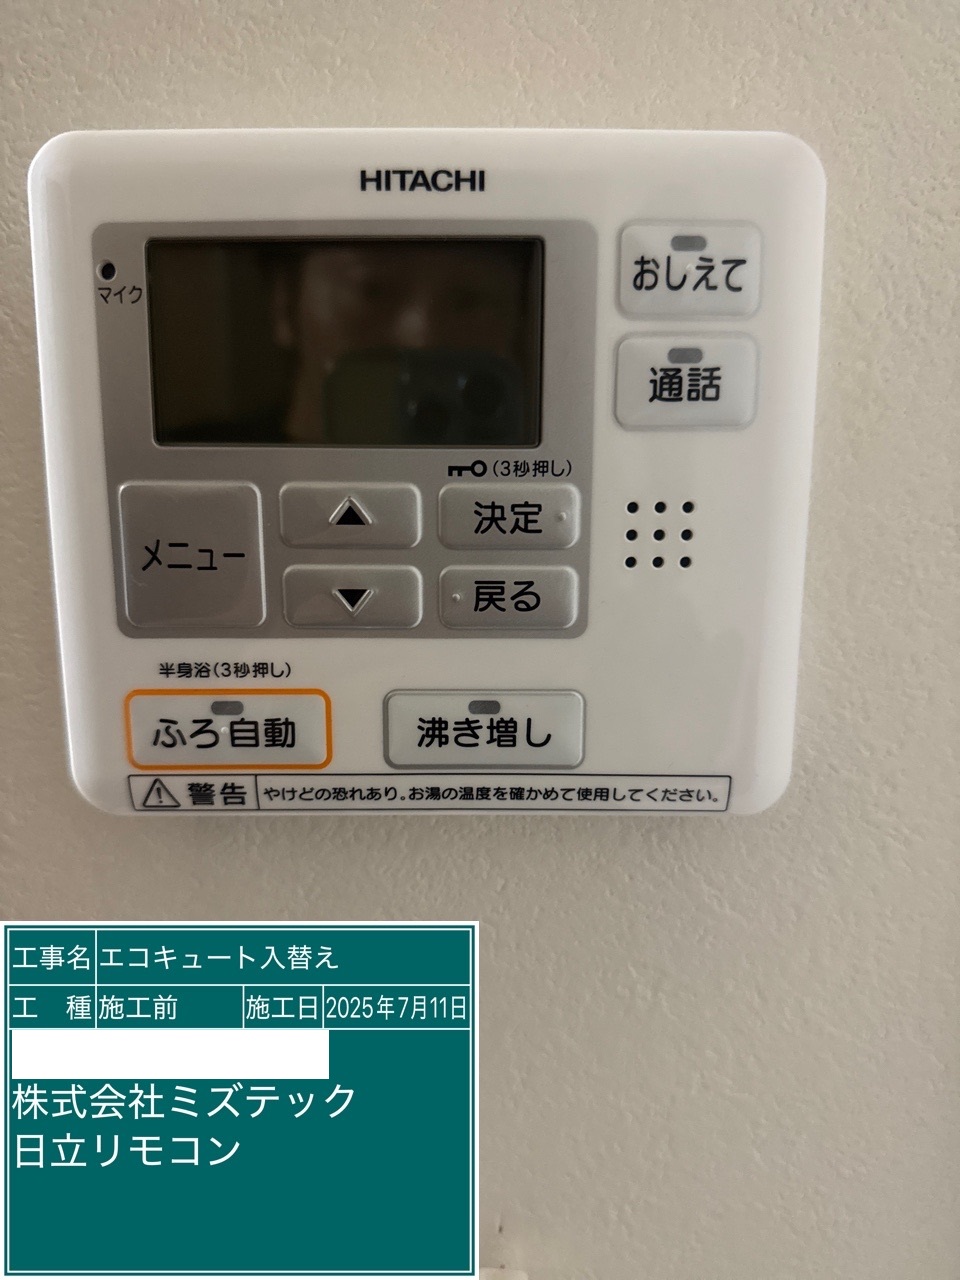 HITACHI
マイク
おしえて
通話
(3秒押し)
メニュー
▲
決定
▼
戻る
半身浴(3秒押し)
ふろ自動
沸き増し
警告 やけどの恐れあり。お湯の温度を確かめて使用してください。
工事名 エコキュート入替え
工 種 施工前 施工日 2025年7月11日
株式会社ミズテック
日立リモコン